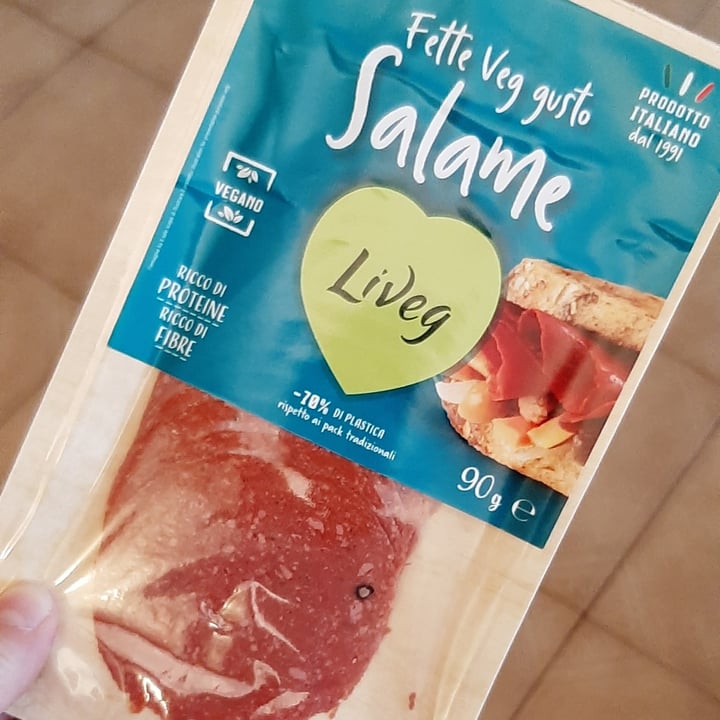 Fette Veg gusto
Salame
PRODOTTO
ITALIANO
dal 1991
VEGANO
LiVeg
RICCO DI
PROTEINE
RICCO DI
FIBRE
-70% DI PLASTICA
rispetto ai pack tradizionali
90g e